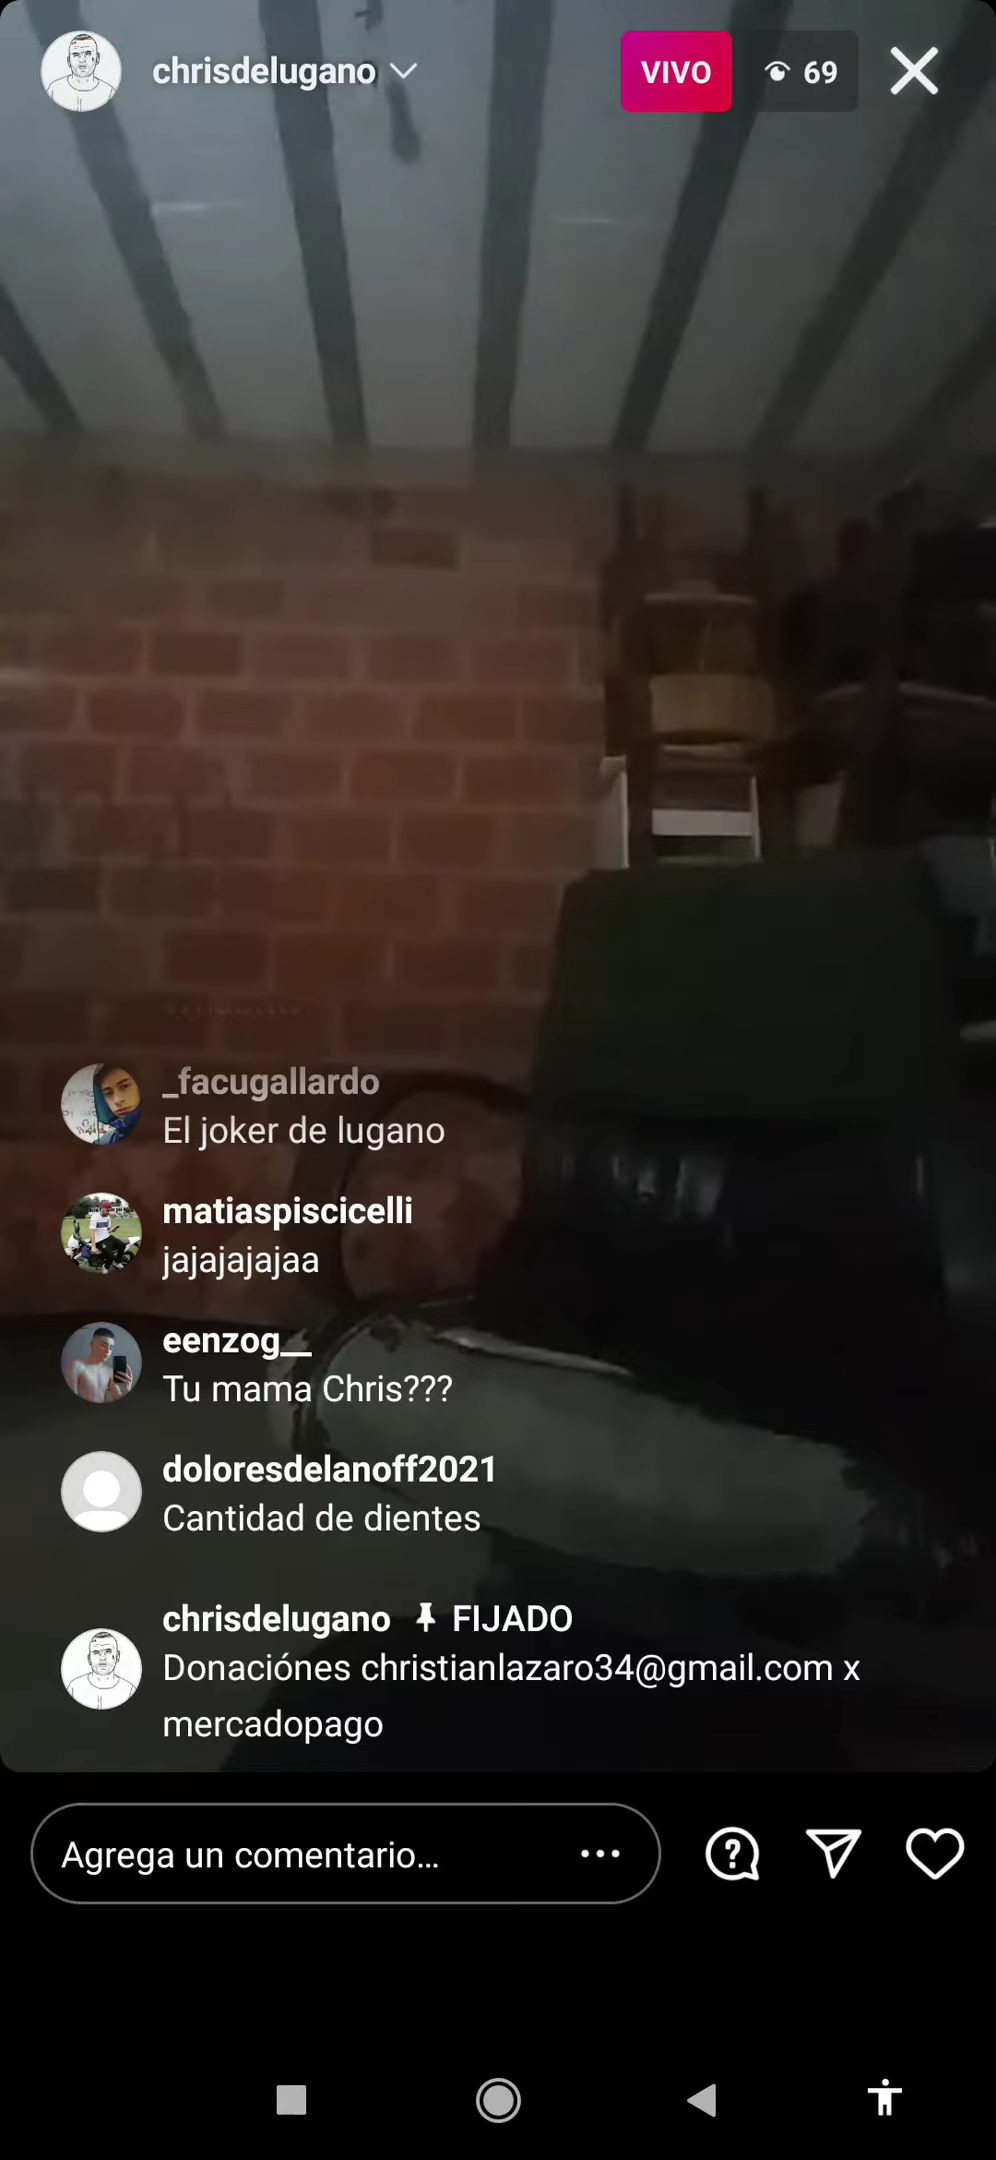 chrisdelugano
VIVO
69
_facugallardo
El joker de lugano
matiaspiscicelli
jajajajajaa
eenzog__
Tu mama Chris???
doloresdelanoff2021
Cantidad de dientes
chrisdelugano FIJADO
Donaciónes christianlazaro34@gmail.com x
mercadopago
Agrega un comentario...